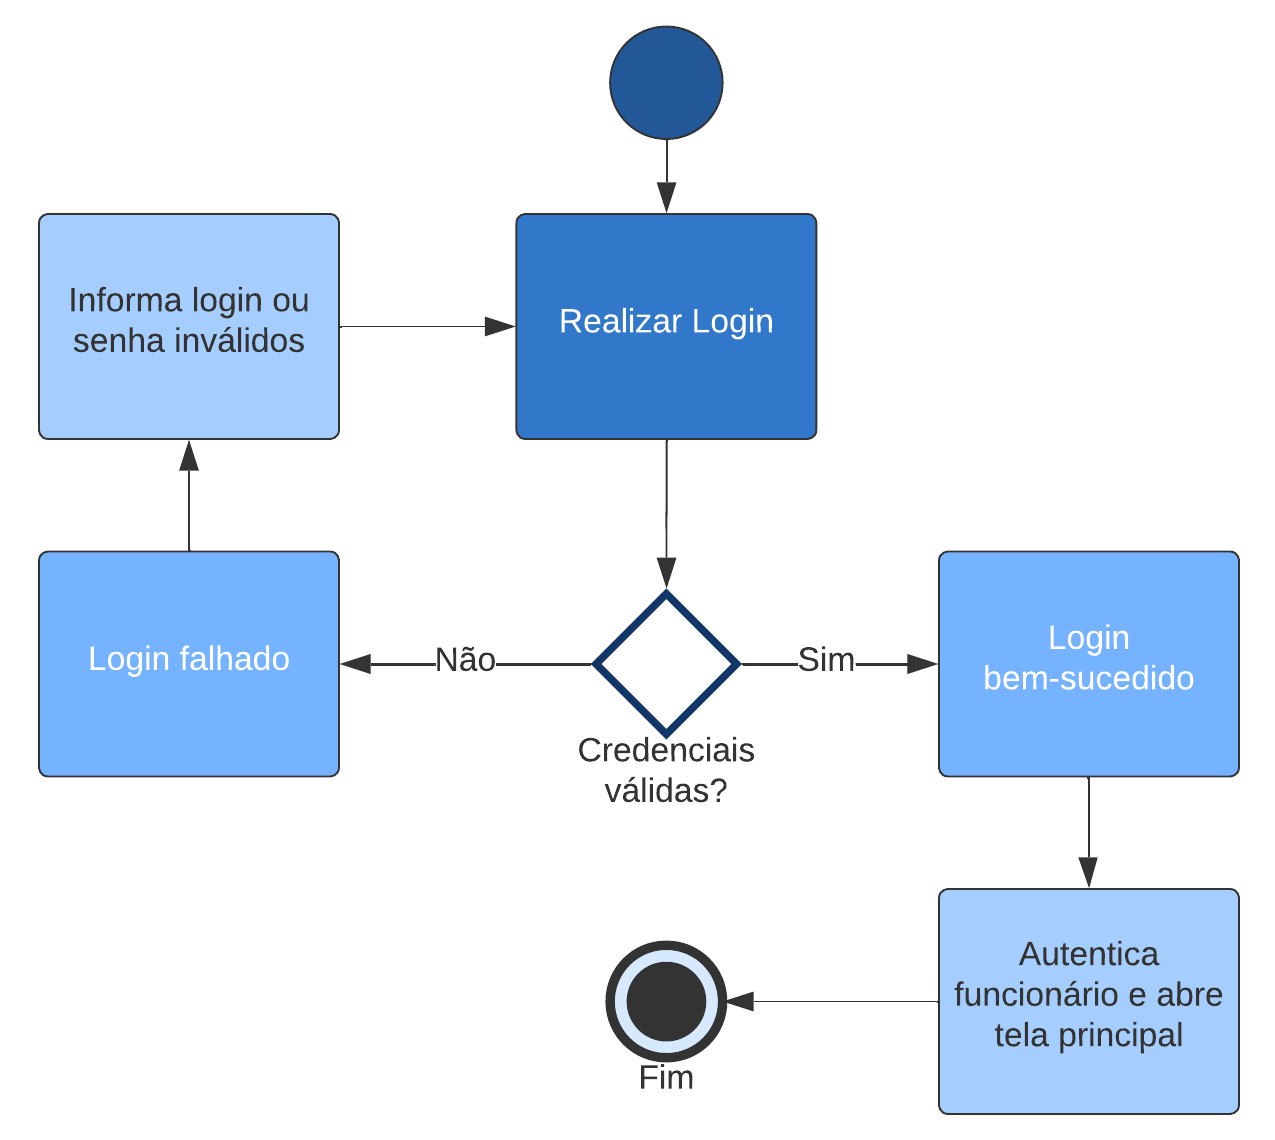 Informa login ou
senha inválidos
Realizar Login
Login falhado
Não
Sim
Login
bem-sucedido
Credenciais
válidas?
Autentica
funcionário e abre
tela principal
Fim